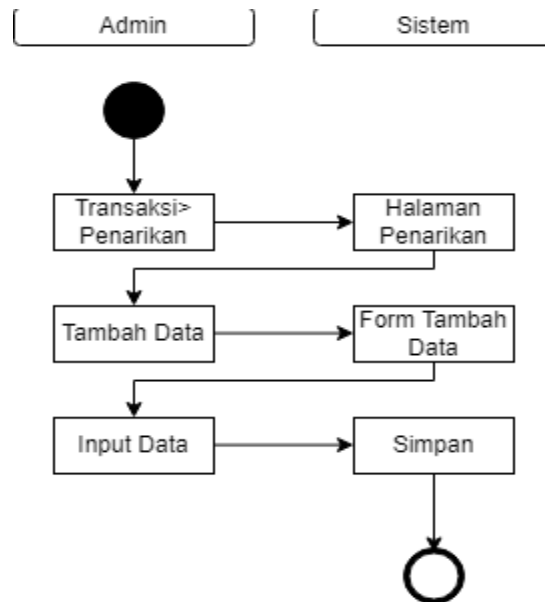 Admin
Sistem
Transaksi>
Penarikan
Halaman
Penarikan
Tambah Data
Form Tambah
Data
Input Data
Simpan